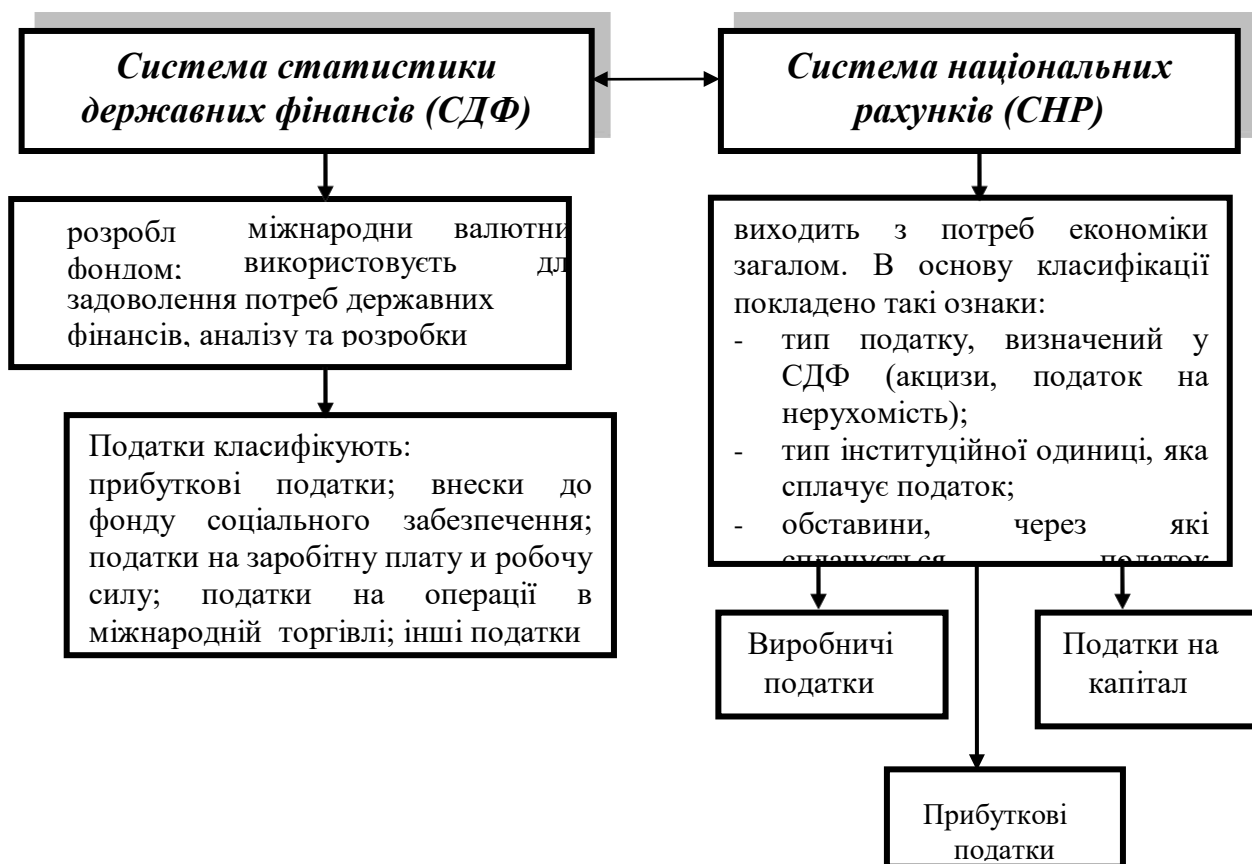 Система статистики
державних фінансів (СДФ)
Система національних
рахунків (СНР)
розробл міжнародни валютни
фондом; використовуєть дл
задоволення потреб державних
фінансів, аналізу та розробки
Податки класифікують:
прибуткові податки; внески до
фонду соціального забезпечення;
податки на заробітну плату и робочу
силу; податки на операції в
міжнародній торгівлі; інші податки
виходить з потреб економіки
загалом. В основу класифікації
покладено такі ознаки:
- тип податку, визначений у
СДФ (акцизи, податок на
нерухомість);
- тип інституційної одиниці, яка
сплачує податок;
- обставини, через які
сплачується податок
Виробничі
податки
Податки на
капітал
Прибуткові
податки